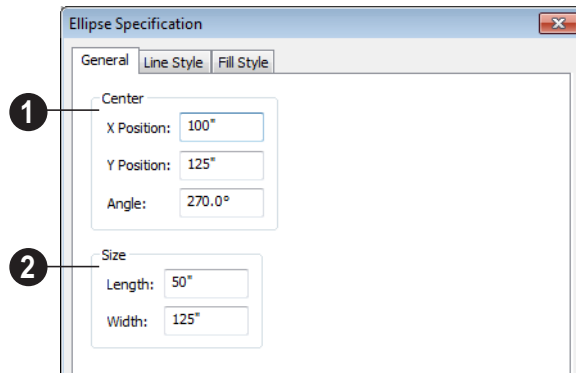 Ellipse Specification
General Line Style Fill Style
1
Center
X Position: 100"
Y Position: 125"
Angle: 270.0°
2
Size
Length: 50"
Width: 125"